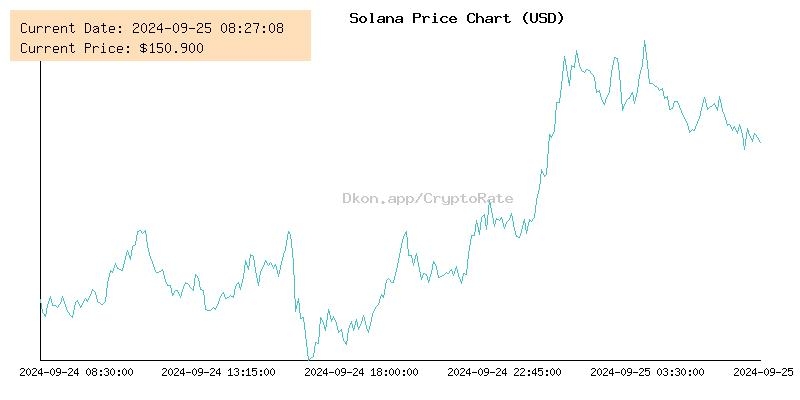 Solana Price Chart (USD)
Current Date: 2024-09-25 08:27:08
Current Price: $150.900
Dkon.app/CryptoRate
2024-09-24 08:30:00 2024-09-24 13:15:00 2024-09-24 18:00:00 2024-09-24 22:45:00 2024-09-25 03:30:00 2024-09-25